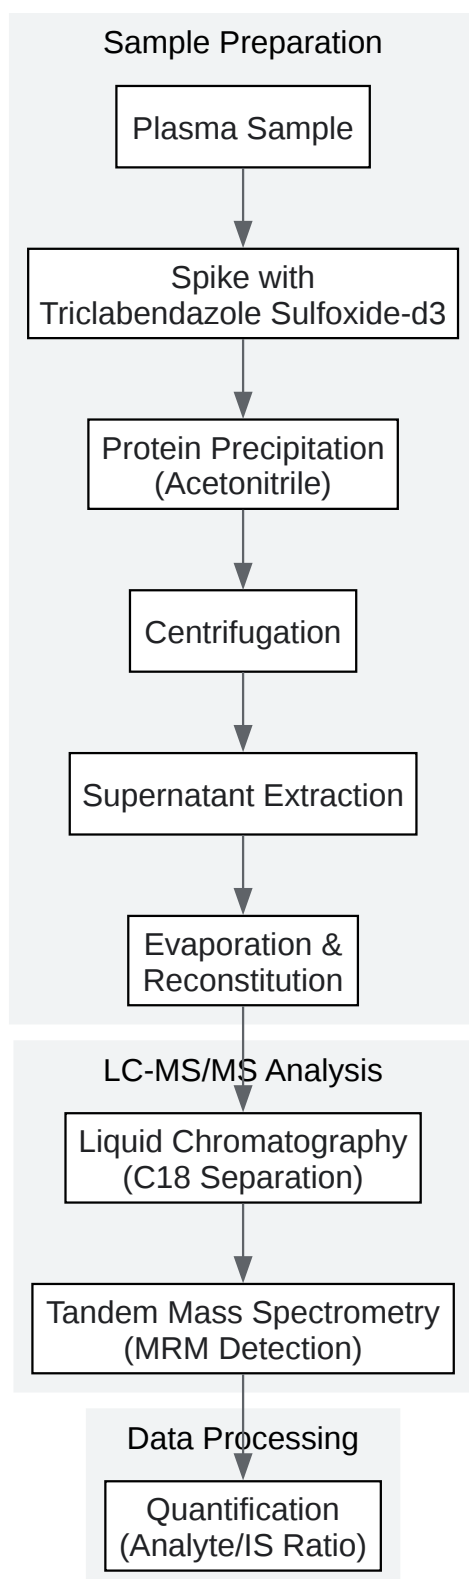 Sample Preparation
Plasma Sample
Spike with
Triclabendazole Sulfoxide-d3
Protein Precipitation
(Acetonitrile)
Centrifugation
Supernatant Extraction
Evaporation &
Reconstitution
LC-MS/MS Analysis
Liquid Chromatography
(C18 Separation)
Tandem Mass Spectrometry
(MRM Detection)
Data Processing
Quantification
(Analyte/IS Ratio)